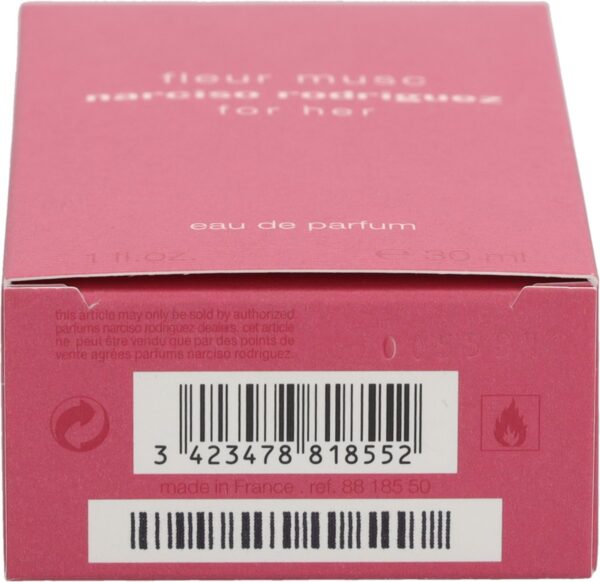 fleur musc
narciso rodriguez
for her
eau de parfum
1 fl.oz. e 30 ml
this article may only be sold by authorized
parfums narciso rodriguez dealers. cet article
ne peut être vendu que par des points de
vente agréés parfums narciso rodriguez.
3 423478 818552
made in France . ref. 88 185 50